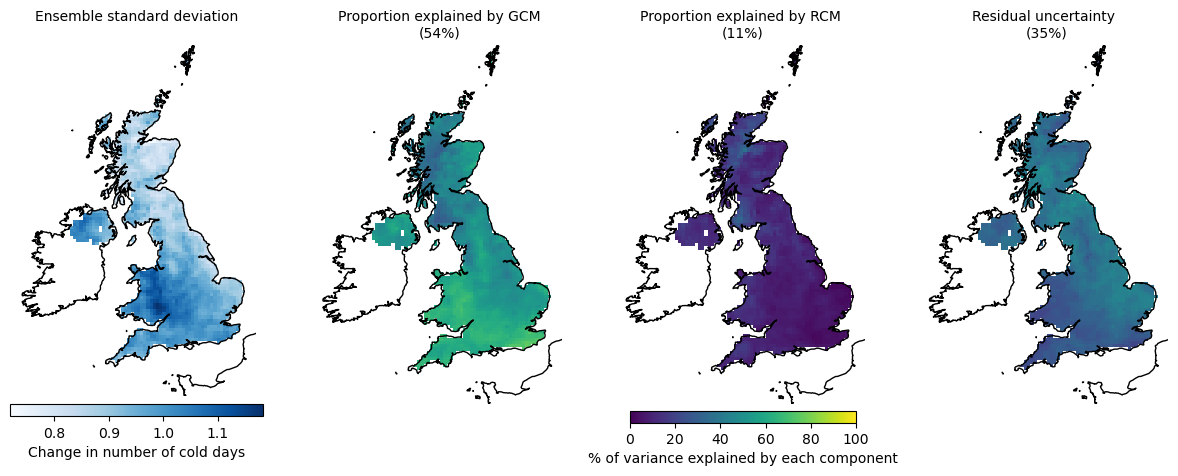 Ensemble standard deviation
Proportion explained by GCM
(54%)
Proportion explained by RCM
(11%)
Residual uncertainty
(35%)
0.8 0.9 1.0 1.1
Change in number of cold days
0 20 40 60 80 100
% of variance explained by each component